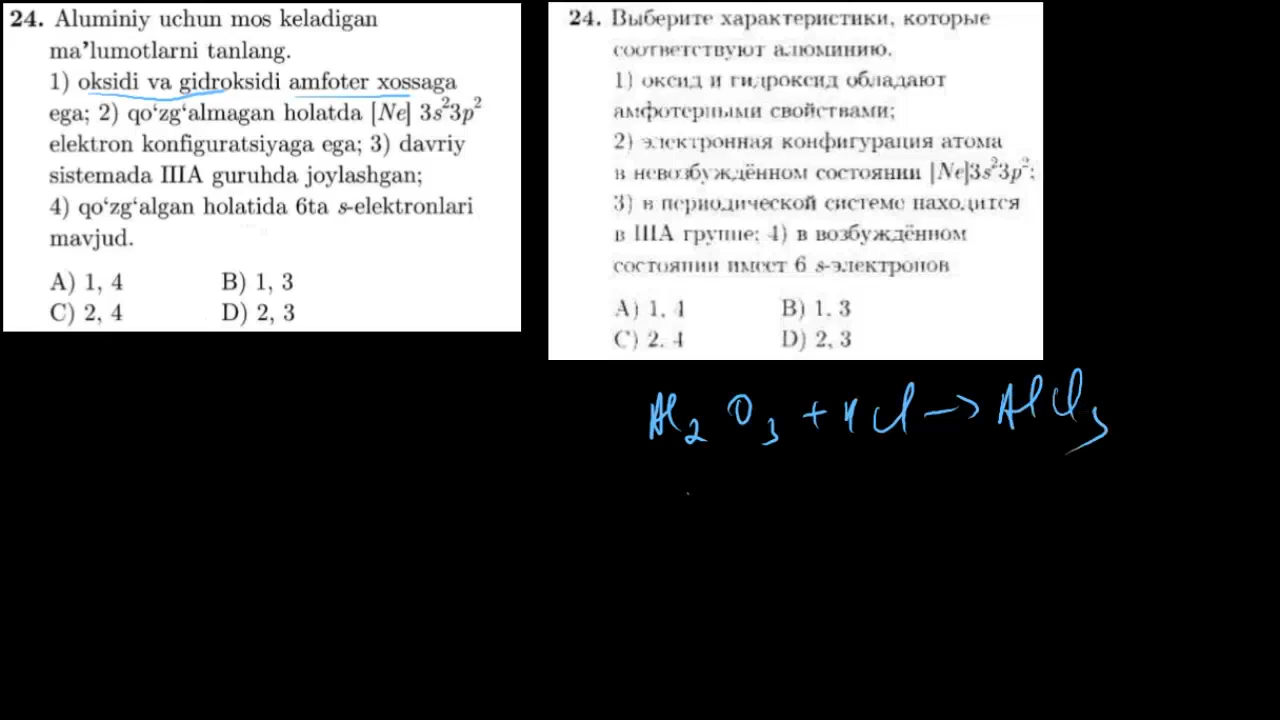 24. Aluminiy uchun mos keladigan
ma’lumotlarni tanlang.
1) oksidi va gidroksidi amfoter xossaga
ega; 2) qo‘zg‘almagan holatda [Ne] 3s²3p²
elektron konfiguratsiyaga ega; 3) davriy
sistemada IIIA guruhda joylashgan;
4) qo‘zg‘algan holatida 6ta s-elektronlari
mavjud.
A) 1, 4 B) 1, 3
C) 2, 4 D) 2, 3
24. Выберите характеристики, которые
соответствуют алюминию.
1) оксид и гидроксид обладают
амфотерными свойствами;
2) электронная конфигурация атома
в невозбуждённом состоянии [Ne]3s²3p²;
3) в периодической системе находится
в IIIA группе; 4) в возбуждённом
состоянии имеет 6 s-электронов
A) 1, 4 B) 1, 3
C) 2, 4 D) 2, 3
Al₂O₃ + HCl → AlCl₃